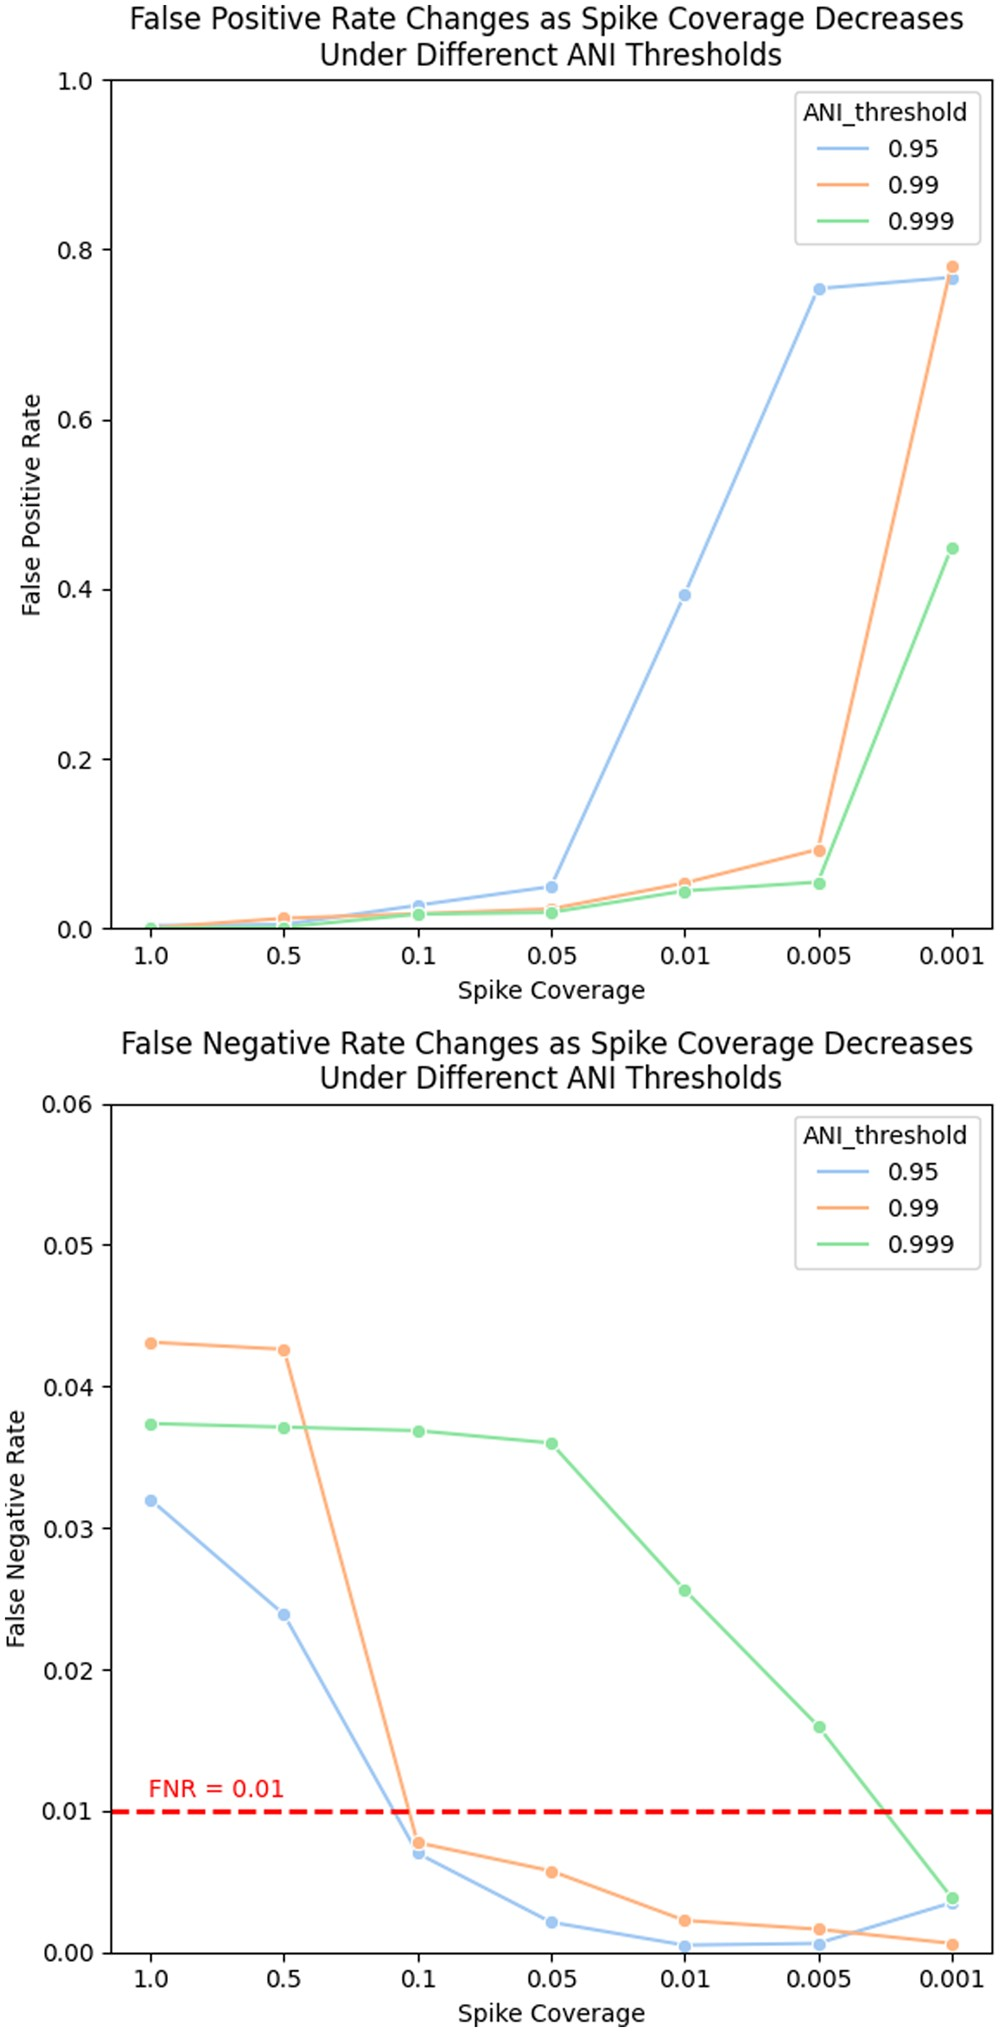 False Positive Rate Changes as Spike Coverage Decreases
Under Differenct ANI Thresholds
1.0
0.8
0.6
0.4
0.2
0.0
False Positive Rate
ANI_threshold
0.95
0.99
0.999
1.0 0.5 0.1 0.05 0.01 0.005 0.001
Spike Coverage
False Negative Rate Changes as Spike Coverage Decreases
Under Differenct ANI Thresholds
0.06
0.05
0.04
0.03
0.02
0.01
0.00
False Negative Rate
ANI_threshold
0.95
0.99
0.999
FNR = 0.01
1.0 0.5 0.1 0.05 0.01 0.005 0.001
Spike Coverage